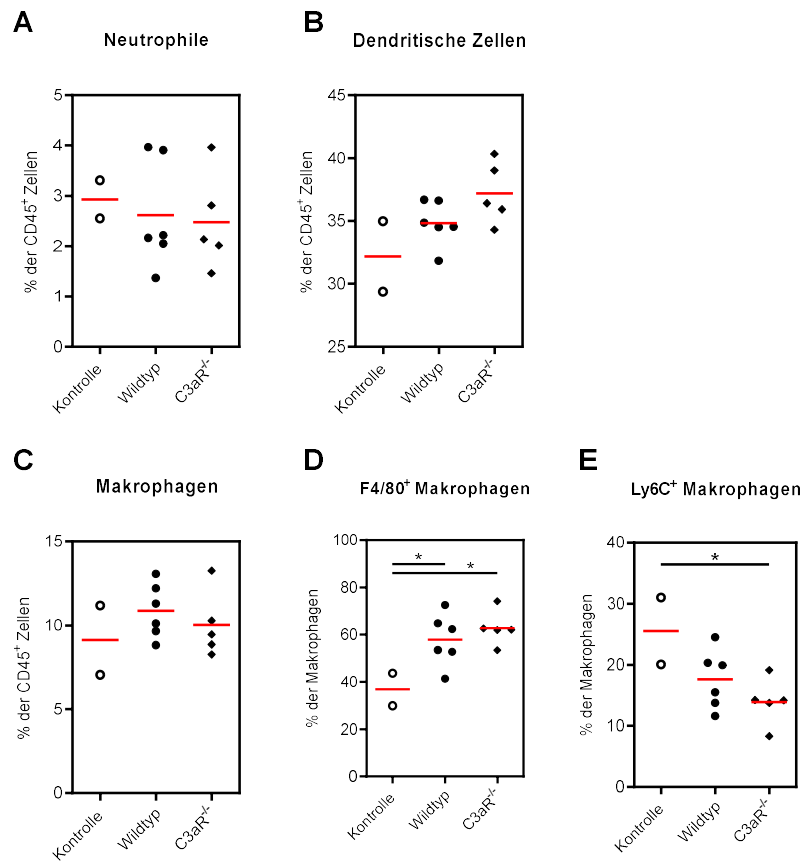 A
Neutrophile
% der CD45⁺ Zellen
5
4
3
2
1
0
Kontrolle
Wildtyp
C3aR⁻/⁻
B
Dendritische Zellen
% der CD45⁺ Zellen
45
40
35
30
25
Kontrolle
Wildtyp
C3aR⁻/⁻
C
Makrophagen
% der CD45⁺ Zellen
15
10
5
0
Kontrolle
Wildtyp
C3aR⁻/⁻
D
F4/80⁺ Makrophagen
% der Makrophagen
100
80
60
40
20
0
*
*
Kontrolle
Wildtyp
C3aR⁻/⁻
E
Ly6C⁺ Makrophagen
% der Makrophagen
40
30
20
10
0
*
Kontrolle
Wildtyp
C3aR⁻/⁻